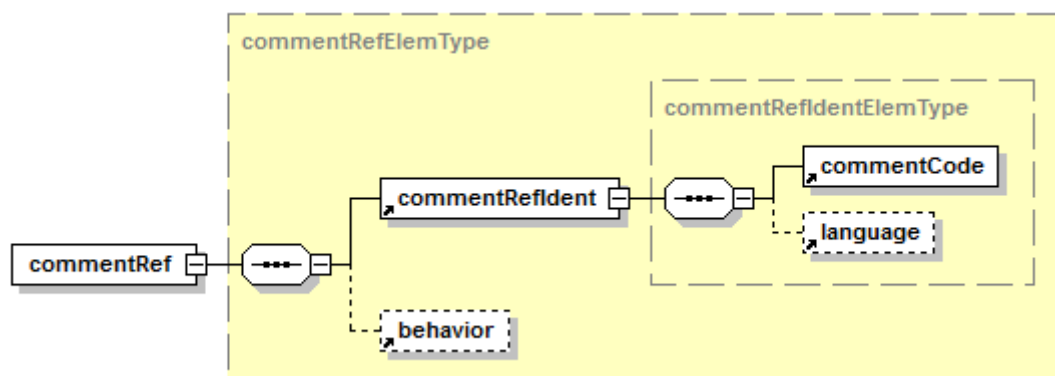 commentRefElemType
commentRefIdentElemType
commentCode
commentRefIdent
language
commentRef
behavior